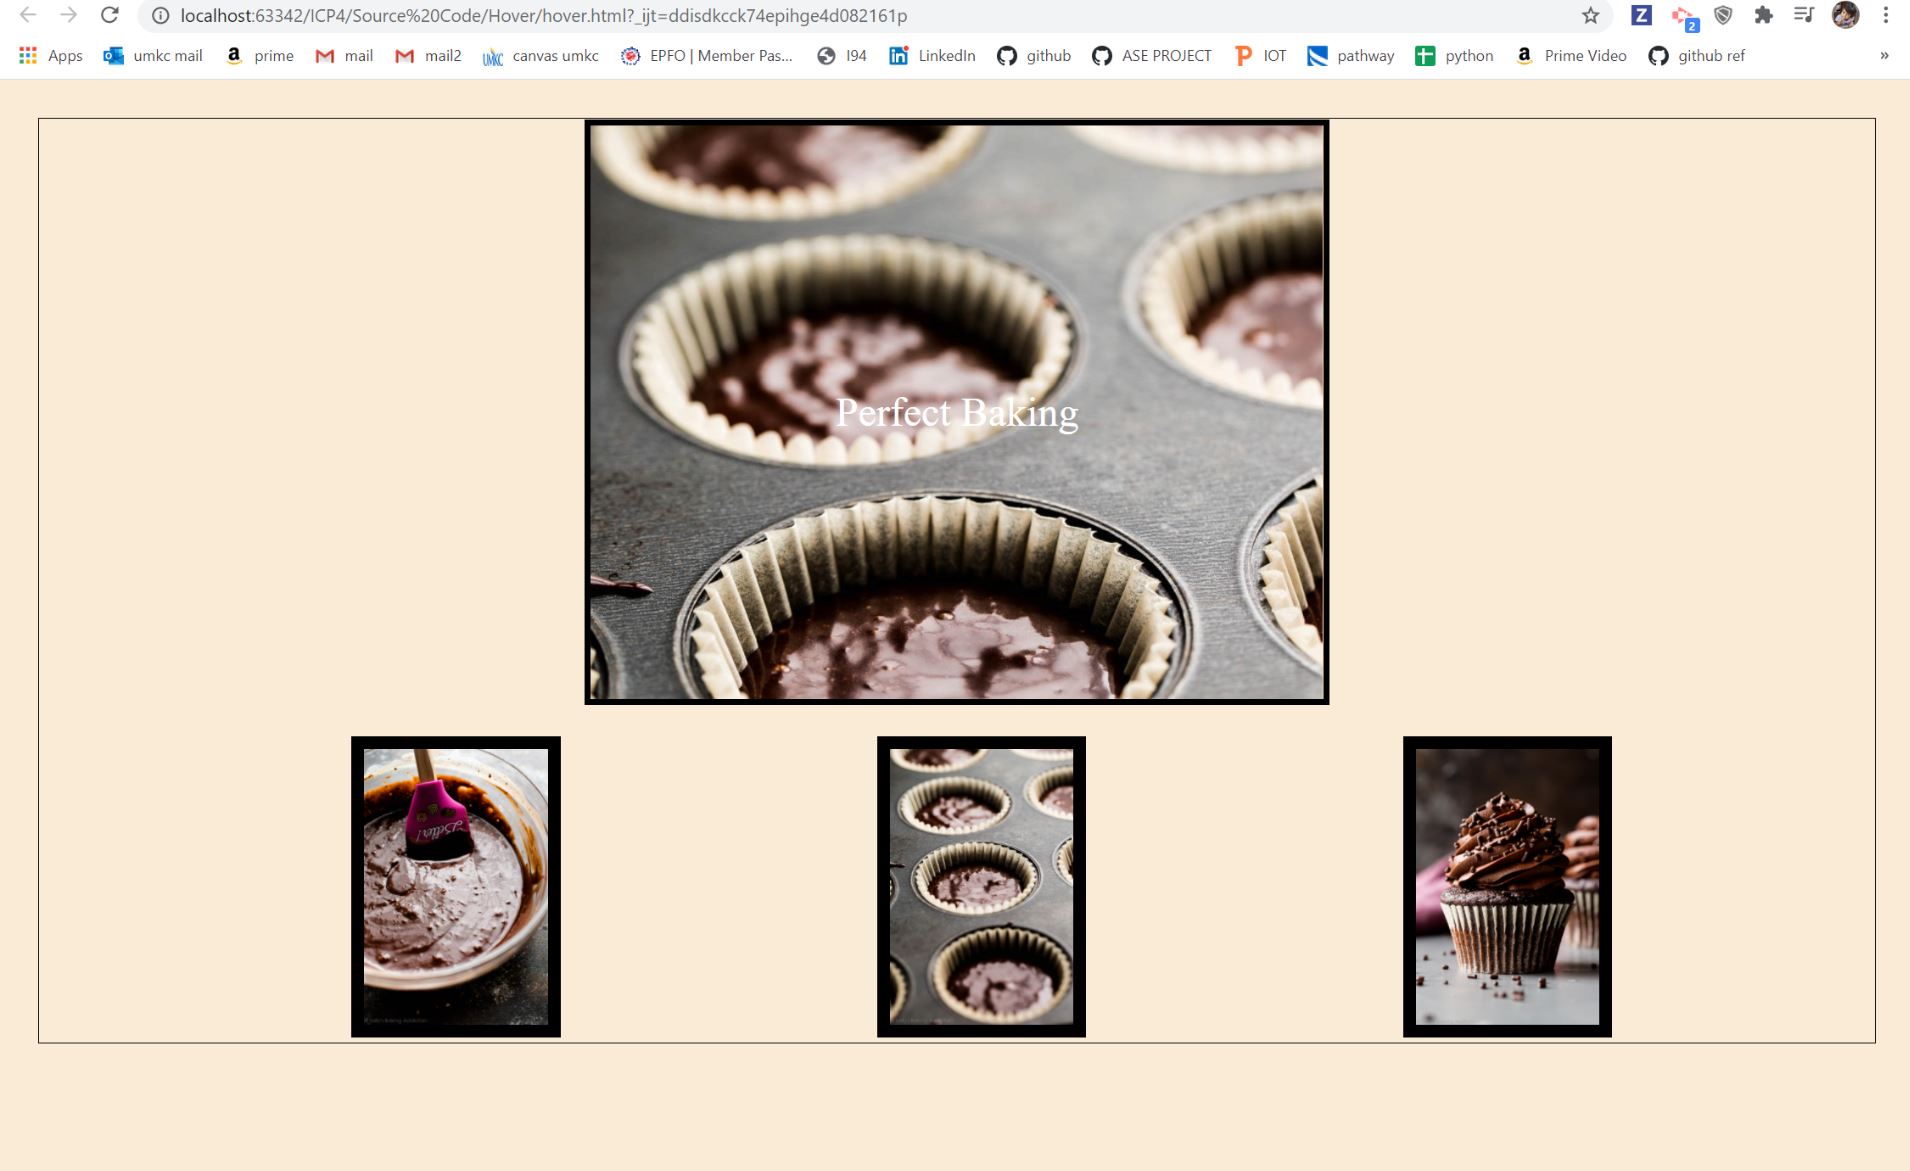 localhost:63342/ICP4/Source%20Code/Hover/hover.html?_ijt=ddisdkcck74epihge4d082161p
Z 2
Apps umkc mail prime mail mail2 canvas umkc EPFO | Member Pas... I94 LinkedIn github ASE PROJECT IOT pathway python Prime Video github ref »
Perfect Baking